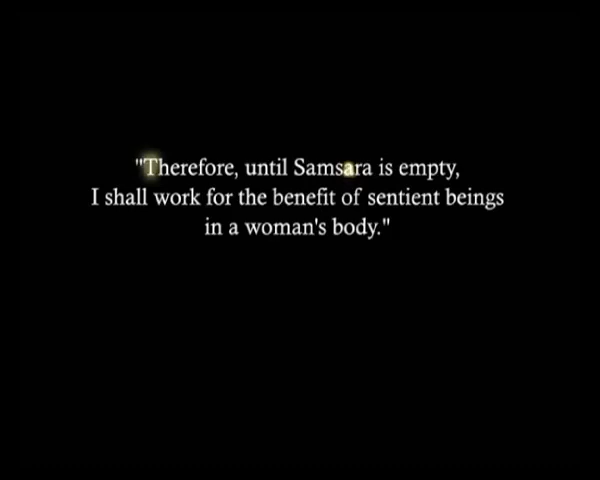 "Therefore, until Samsara is empty,
I shall work for the benefit of sentient beings
in a woman's body."